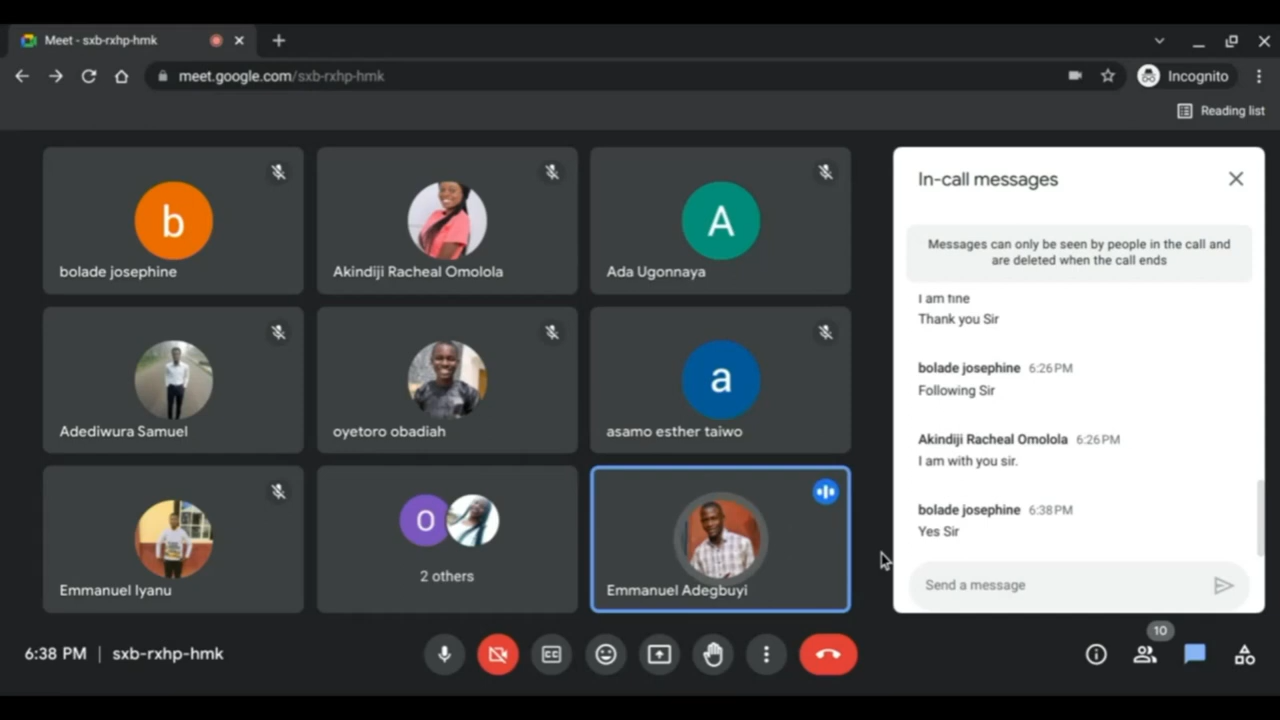 Meet - sxb-rxhp-hmk
meet.google.com/sxb-rxhp-hmk
Incognito
Reading list
b
bolade josephine
Akindiji Racheal Omolola
A
Ada Ugonnaya
Adediwura Samuel
oyetoro obadiah
a
asamo esther taiwo
Emmanuel Iyanu
O
2 others
Emmanuel Adegbuyi
In-call messages
Messages can only be seen by people in the call and
are deleted when the call ends
I am fine
Thank you Sir
bolade josephine 6:26 PM
Following Sir
Akindiji Racheal Omolola 6:26 PM
I am with you sir.
bolade josephine 6:38 PM
Yes Sir
Send a message
6:38 PM | sxb-rxhp-hmk
CC
10